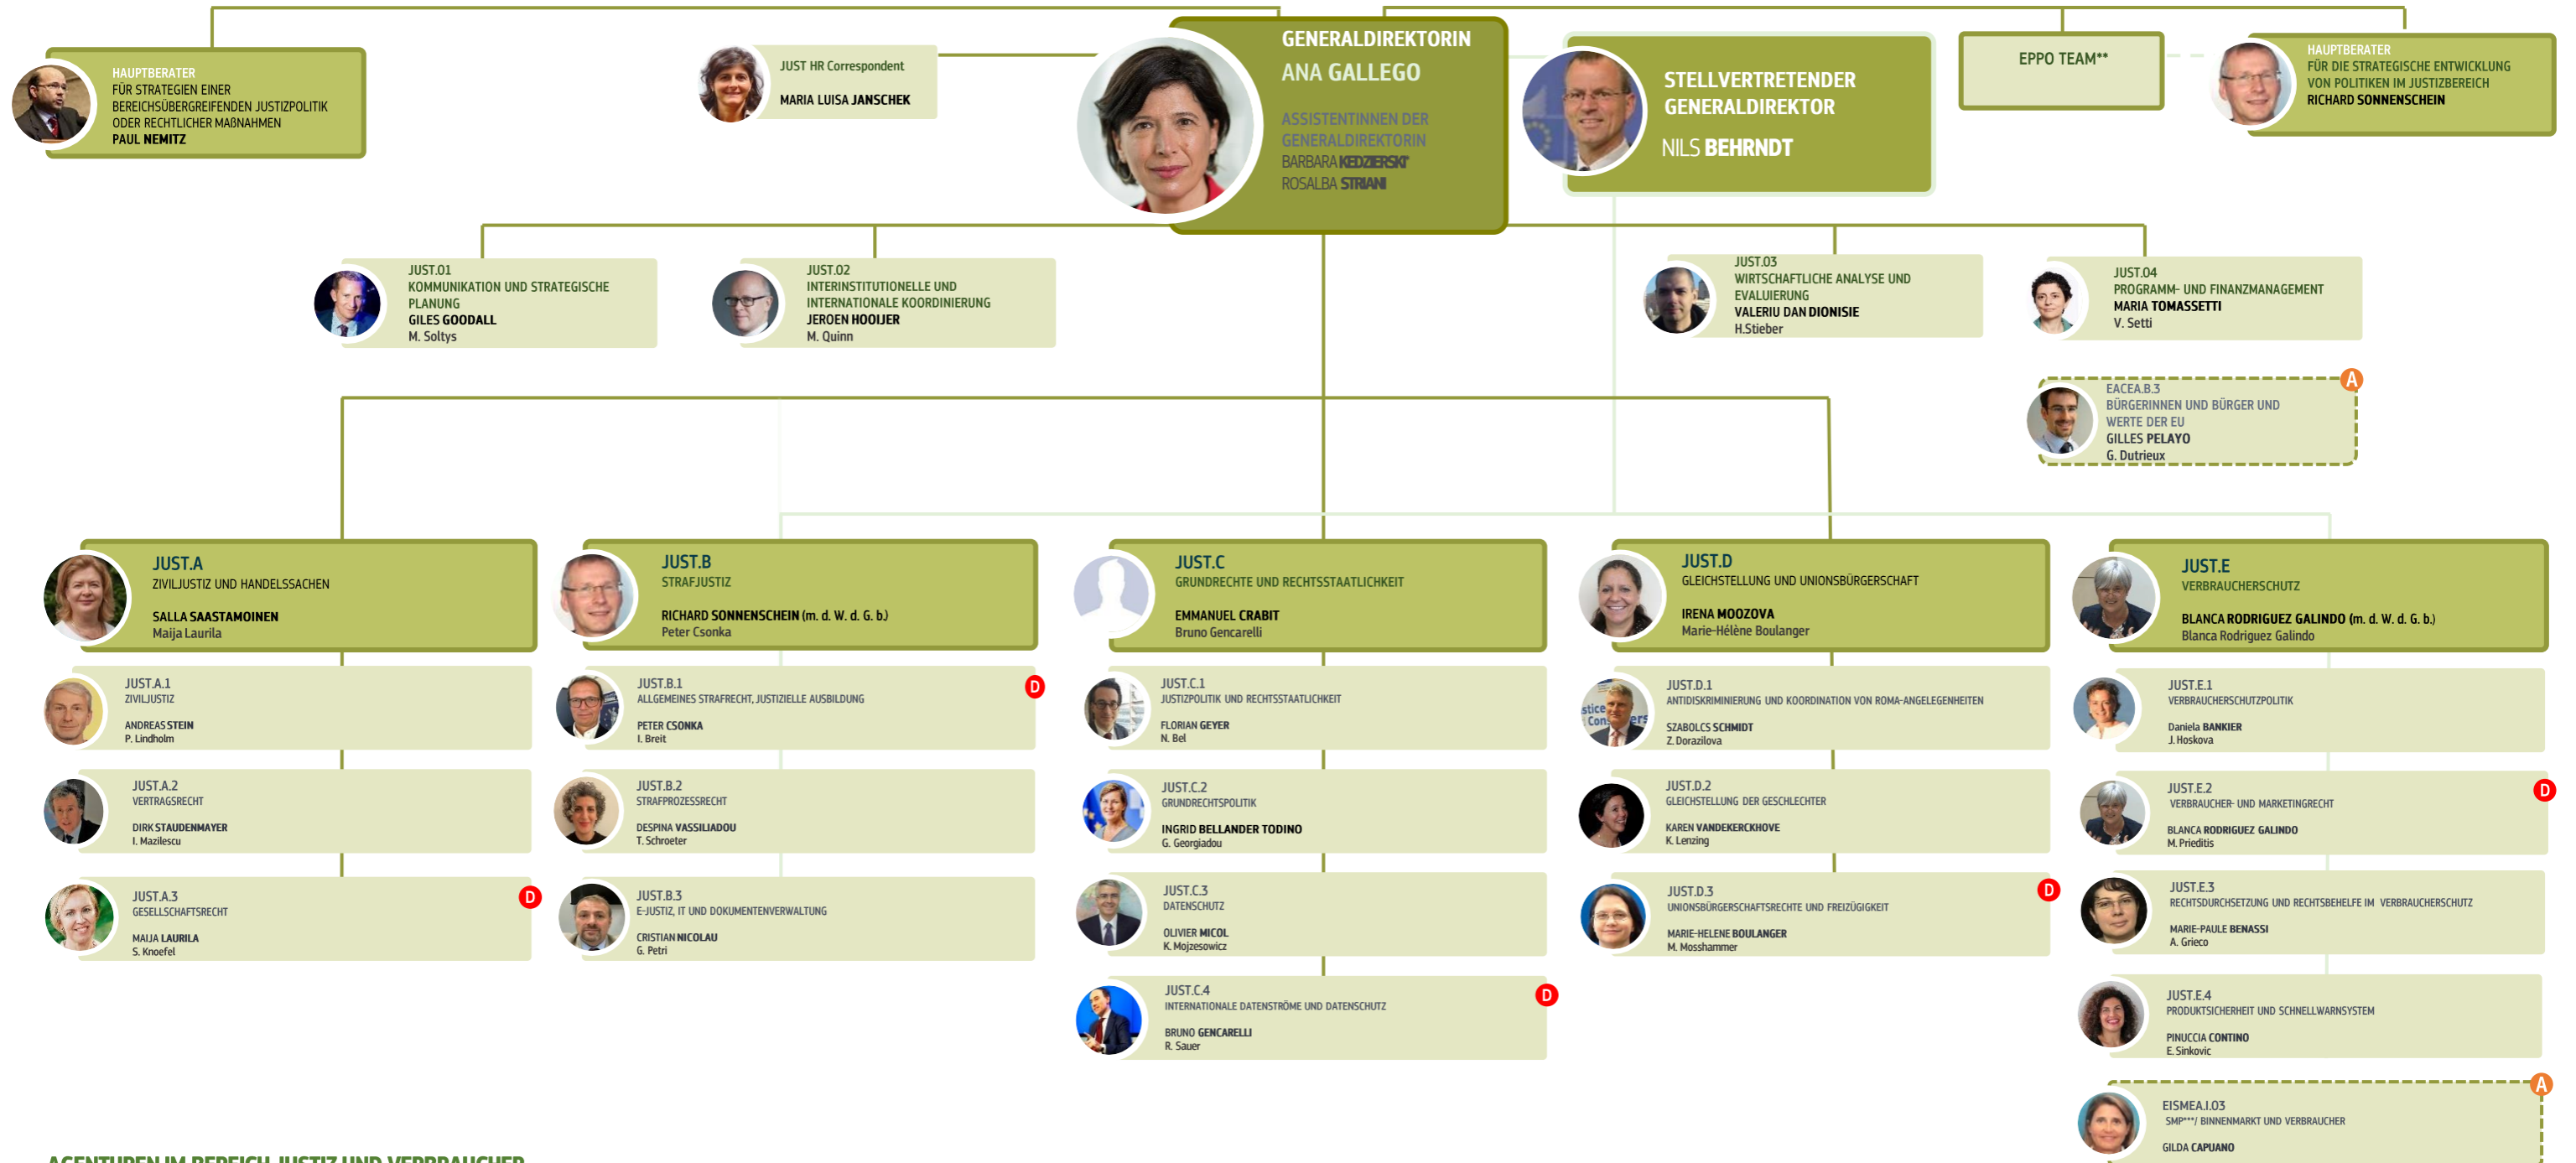 HAUPTBERATER
FÜR STRATEGIEN EINER
BEREICHSÜBERGREIFENDEN JUSTIZPOLITIK
ODER RECHTLICHER MAßNAHMEN
PAUL NEMITZ
JUST HR Correspondent
MARIA LUISA JANSCHEK
GENERALDIREKTORIN
ANA GALLEGO
ASSISTENTINNEN DER
GENERALDIREKTORIN
BARBARA KEDZIERSKI*
ROSALBA STRIANI
STELLVERTRETENDER
GENERALDIREKTOR
NILS BEHRNDT
EPPO TEAM**
HAUPTBERATER
FÜR DIE STRATEGISCHE ENTWICKLUNG
VON POLITIKEN IM JUSTIZBEREICH
RICHARD SONNENSCHEIN
JUST.01
KOMMUNIKATION UND STRATEGISCHE
PLANUNG
GILES GOODALL
M. Soltys
JUST.02
INTERINSTITUTIONELLE UND
INTERNATIONALE KOORDINIERUNG
JEROEN HOOIJER
M. Quinn
JUST.03
WIRTSCHAFTLICHE ANALYSE UND
EVALUIERUNG
VALERIU DAN DIONISIE
H.Stieber
JUST.04
PROGRAMM- UND FINANZMANAGEMENT
MARIA TOMASSETTI
V. Setti
A
EACEA.B.3
BÜRGERINNEN UND BÜRGER UND
WERTE DER EU
GILLES PELAYO
G. Dutrieux
JUST.A
ZIVILJUSTIZ UND HANDELSSACHEN
SALLA SAASTAMOINEN
Maija Laurila
JUST.A.1
ZIVILJUSTIZ
ANDREAS STEIN
P. Lindholm
JUST.A.2
VERTRAGSRECHT
DIRK STAUDENMAYER
I. Mazilescu
JUST.A.3
GESELLSCHAFTSRECHT
MAIJA LAURILA
S. Knoefel
D
JUST.B
STRAFJUSTIZ
RICHARD SONNENSCHEIN (m. d. W. d. G. b.)
Peter Csonka
JUST.B.1
ALLGEMEINES STRAFRECHT, JUSTIZIELLE AUSBILDUNG
PETER CSONKA
I. Breit
D
JUST.B.2
STRAFPROZESSRECHT
DESPINA VASSILIADOU
T. Schroeter
JUST.B.3
E-JUSTIZ, IT UND DOKUMENTENVERWALTUNG
CRISTIAN NICOLAU
G. Petri
JUST.C
GRUNDRECHTE UND RECHTSSTAATLICHKEIT
EMMANUEL CRABIT
Bruno Gencarelli
JUST.C.1
JUSTIZPOLITIK UND RECHTSSTAATLICHKEIT
FLORIAN GEYER
N. Bel
JUST.C.2
GRUNDRECHTSPOLITIK
INGRID BELLANDER TODINO
G. Georgiadou
JUST.C.3
DATENSCHUTZ
OLIVIER MICOL
K. Mojzesowicz
JUST.C.4
INTERNATIONALE DATENSTRÖME UND DATENSCHUTZ
BRUNO GENCARELLI
R. Sauer
D
JUST.D
GLEICHSTELLUNG UND UNIONSBÜRGERSCHAFT
IRENA MOOZOVA
Marie-Hélène Boulanger
JUST.D.1
ANTIDISKRIMINIERUNG UND KOORDINATION VON ROMA-ANGELEGENHEITEN
SZABOLCS SCHMIDT
Z. Dorazilova
JUST.D.2
GLEICHSTELLUNG DER GESCHLECHTER
KAREN VANDEKERCKHOVE
K. Lenzing
JUST.D.3
UNIONSBÜRGERSCHAFTSRECHTE UND FREIZÜGIGKEIT
MARIE-HELENE BOULANGER
M. Mosshammer
D
JUST.E
VERBRAUCHERSCHUTZ
BLANCA RODRIGUEZ GALINDO (m. d. W. d. G. b.)
Blanca Rodriguez Galindo
JUST.E.1
VERBRAUCHERSCHUTZPOLITIK
Daniela BANKIER
J. Hoskova
JUST.E.2
VERBRAUCHER- UND MARKETINGRECHT
BLANCA RODRIGUEZ GALINDO
M. Prieditis
D
JUST.E.3
RECHTSDURCHSETZUNG UND RECHTSBEHELFE IM VERBRAUCHERSCHUTZ
MARIE-PAULE BENASSI
A. Grieco
JUST.E.4
PRODUKTSICHERHEIT UND SCHNELLWARNSYSTEM
PINUCCIA CONTINO
E. Sinkovic
A
EISMEA.I.03
SMP***/ BINNENMARKT UND VERBRAUCHER
GILDA CAPUANO
AGENTUREN IM BEREICH JUSTIZ UND VERBRAUCHER